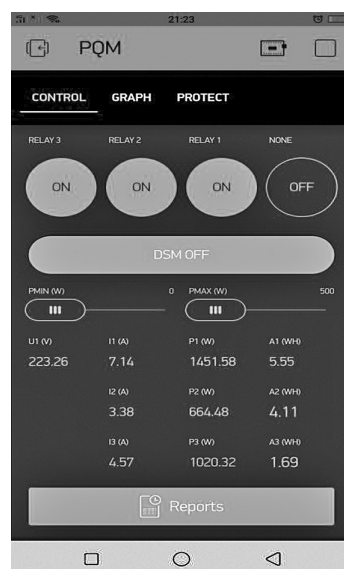 21:23
PQM
CONTROL GRAPH PROTECT
RELAY 3 RELAY 2 RELAY 1 NONE
ON ON ON OFF
DSM OFF
PMIN (W) 0 PMAX (W) 500
U1 (V) I1 (A) P1 (W) A1 (WH)
223.26 7.14 1451.58 5.55
I2 (A) P2 (W) A2 (WH)
3.38 664.48 4.11
I3 (A) P3 (W) A3 (WH)
4.57 1020.32 1.69
Reports